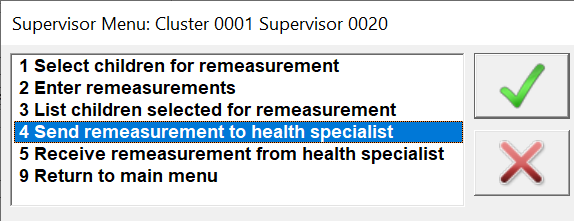 Supervisor Menu: Cluster 0001 Supervisor 0020
1 Select children for remeasurement
2 Enter remeasurements
3 List children selected for remeasurement
4 Send remeasurement to health specialist
5 Receive remeasurement from health specialist
9 Return to main menu